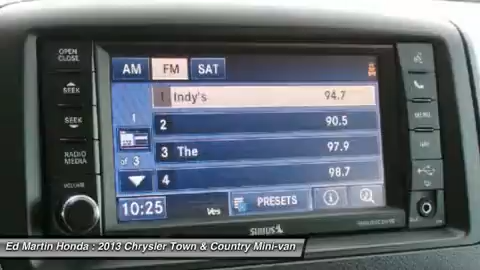 OPEN
CLOSE
AM FM SAT
SEEK
1 Indy's 94.7
1
2 90.5
SEEK
of 3
3 The 97.9
RADIO
MEDIA
4 98.7
VOLUME
10:25 Yes PRESETS
SIRIUS
Ed Martin Honda : 2013 Chrysler Town & Country Mini-van